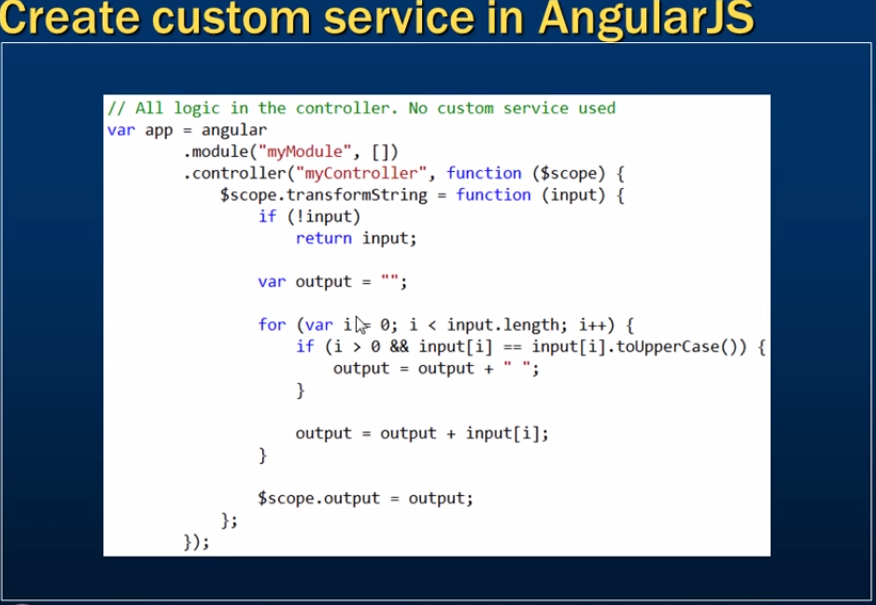 Create custom service in AngularJS
// All logic in the controller. No custom service used
var app = angular
.module("myModule", [])
.controller("myController", function ($scope) {
$scope.transformString = function (input) {
if (!input)
return input;
var output = "";
for (var i = 0; i < input.length; i++) {
if (i > 0 && input[i] == input[i].toUpperCase()) {
output = output + " ";
}
output = output + input[i];
}
$scope.output = output;
};
});